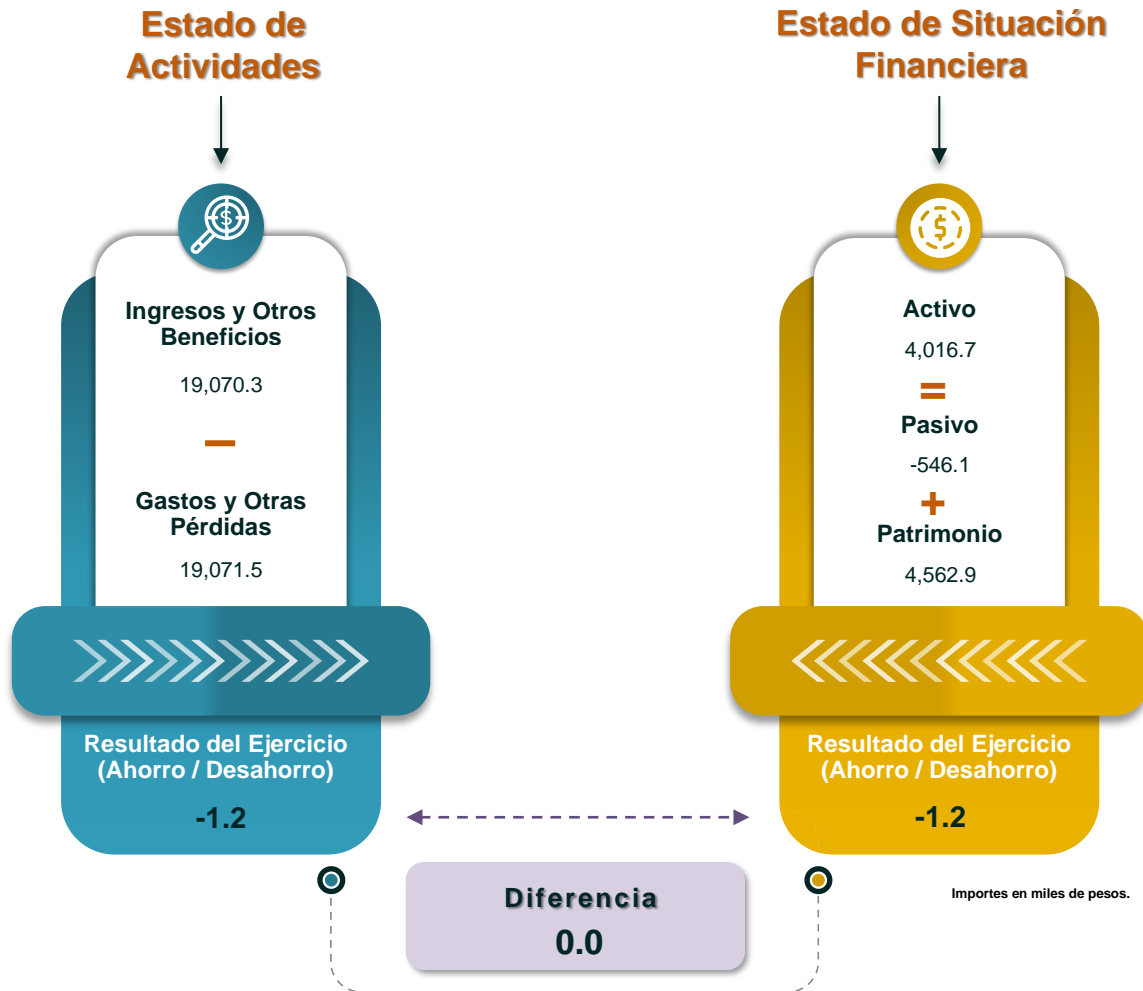 Estado de
Actividades
Ingresos y Otros
Beneficios
19,070.3
−
Gastos y Otras
Pérdidas
19,071.5
Resultado del Ejercicio
(Ahorro / Desahorro)
-1.2
Estado de Situación
Financiera
$
Activo
4,016.7
=
Pasivo
-546.1
+
Patrimonio
4,562.9
Resultado del Ejercicio
(Ahorro / Desahorro)
-1.2
Diferencia
0.0
Importes en miles de pesos.